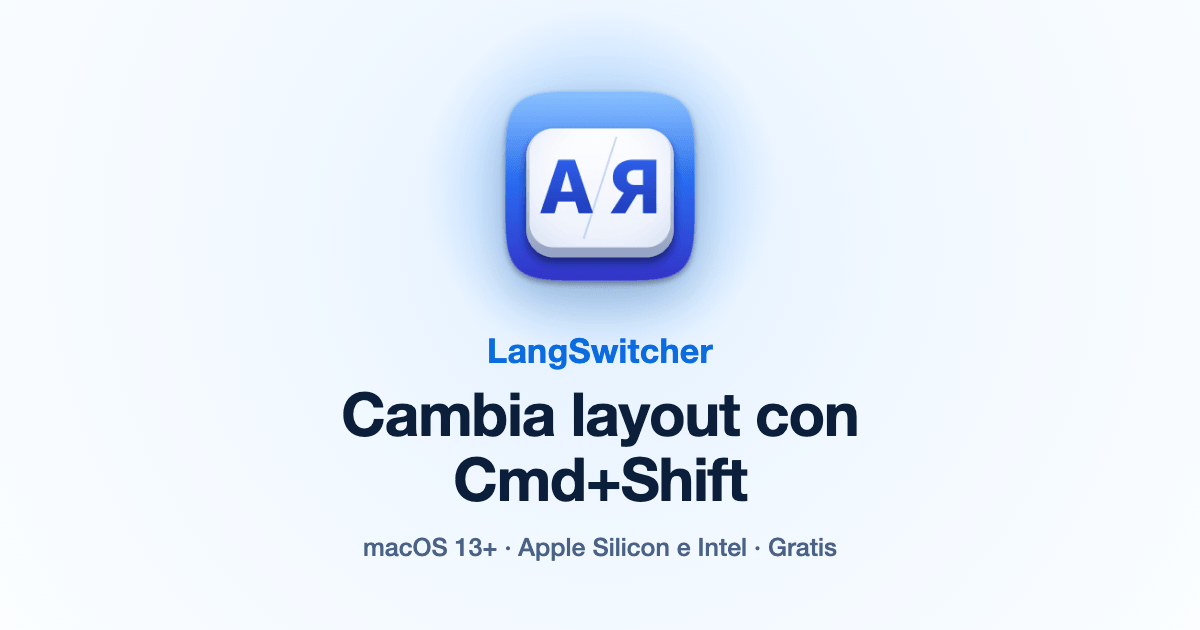 A/Я
LangSwitcher
Cambia layout con
Cmd+Shift
macOS 13+ · Apple Silicon e Intel · Gratis